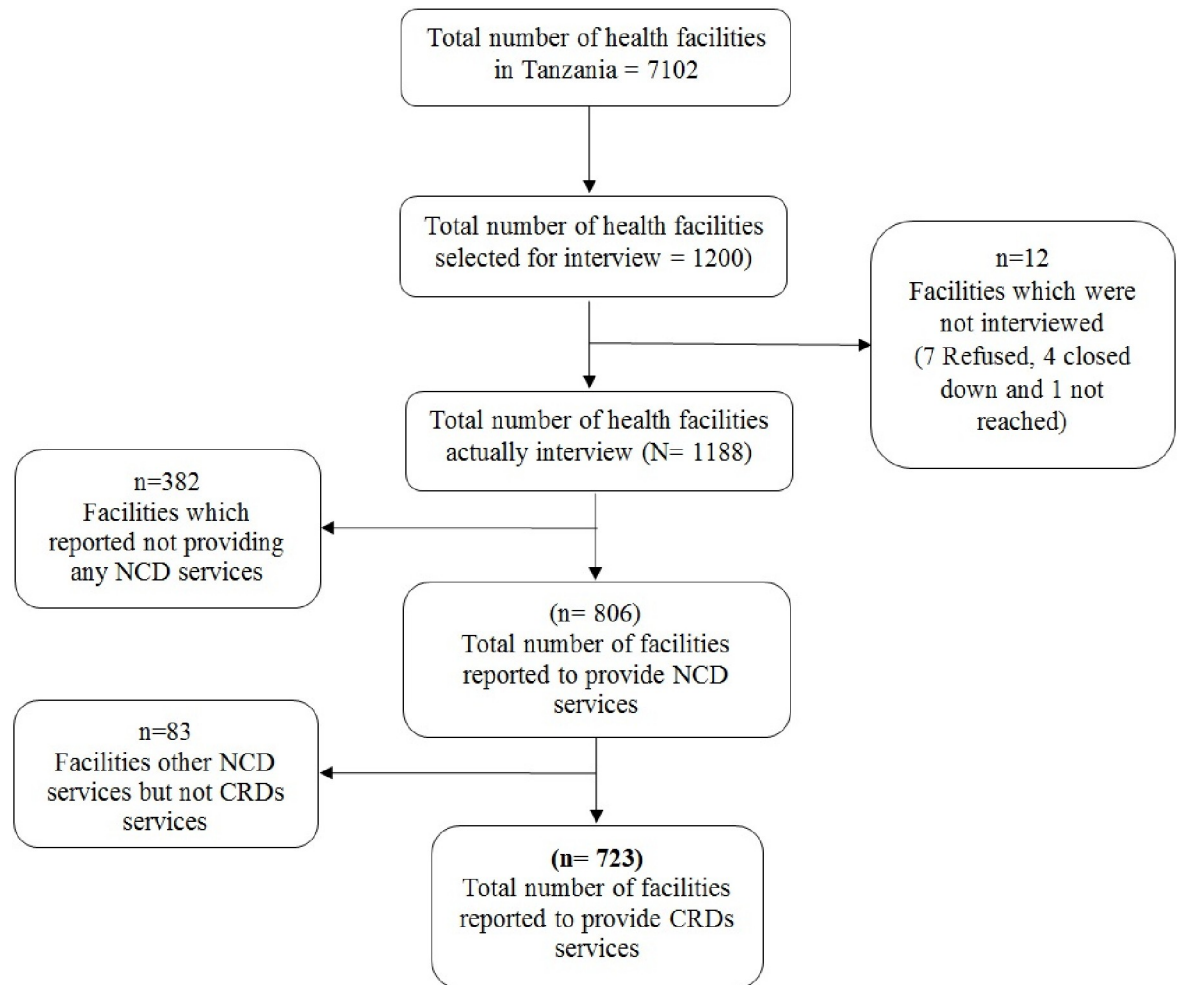 Total number of health facilities
in Tanzania = 7102
Total number of health facilities
selected for interview = 1200)
n=12
Facilities which were
not interviewed
(7 Refused, 4 closed
down and 1 not
reached)
Total number of health facilities
actually interview (N= 1188)
n=382
Facilities which
reported not providing
any NCD services
(n= 806)
Total number of facilities
reported to provide NCD
services
n=83
Facilities other NCD
services but not CRDs
services
(n= 723)
Total number of facilities
reported to provide CRDs
services